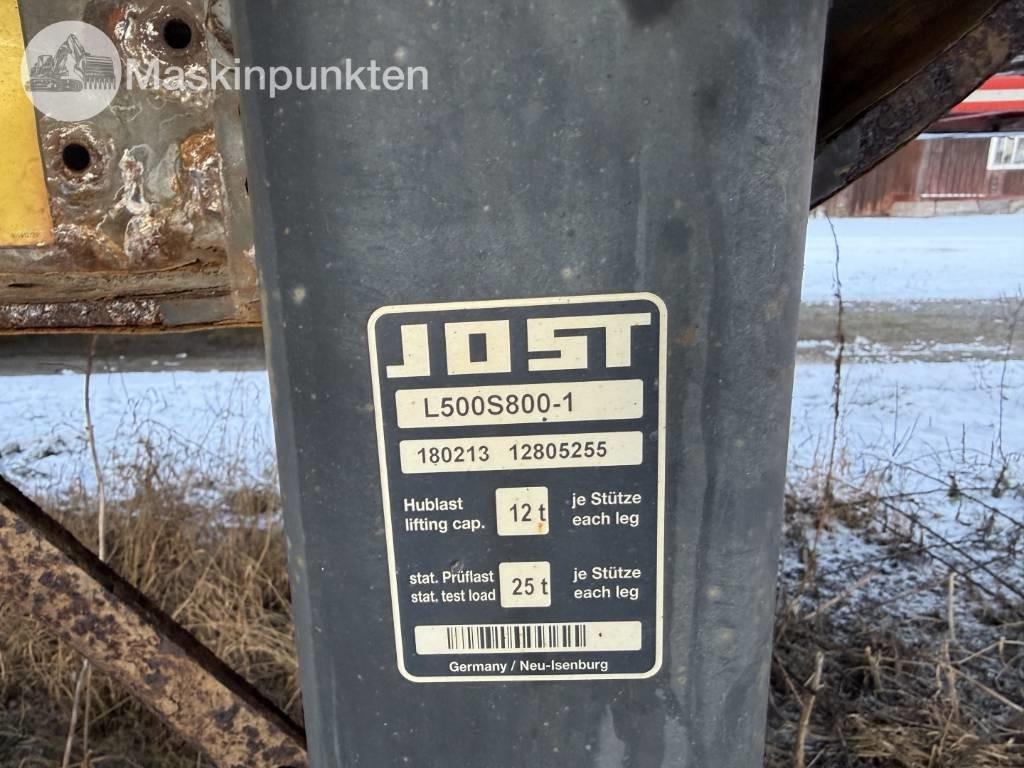 Maskinpunkten
JOST
L500S800-1
180213 12805255
Hublast 12 t je Stütze
lifting cap. each leg
stat. Prüflast 25 t je Stütze
stat. test load each leg
Germany / Neu-Isenburg